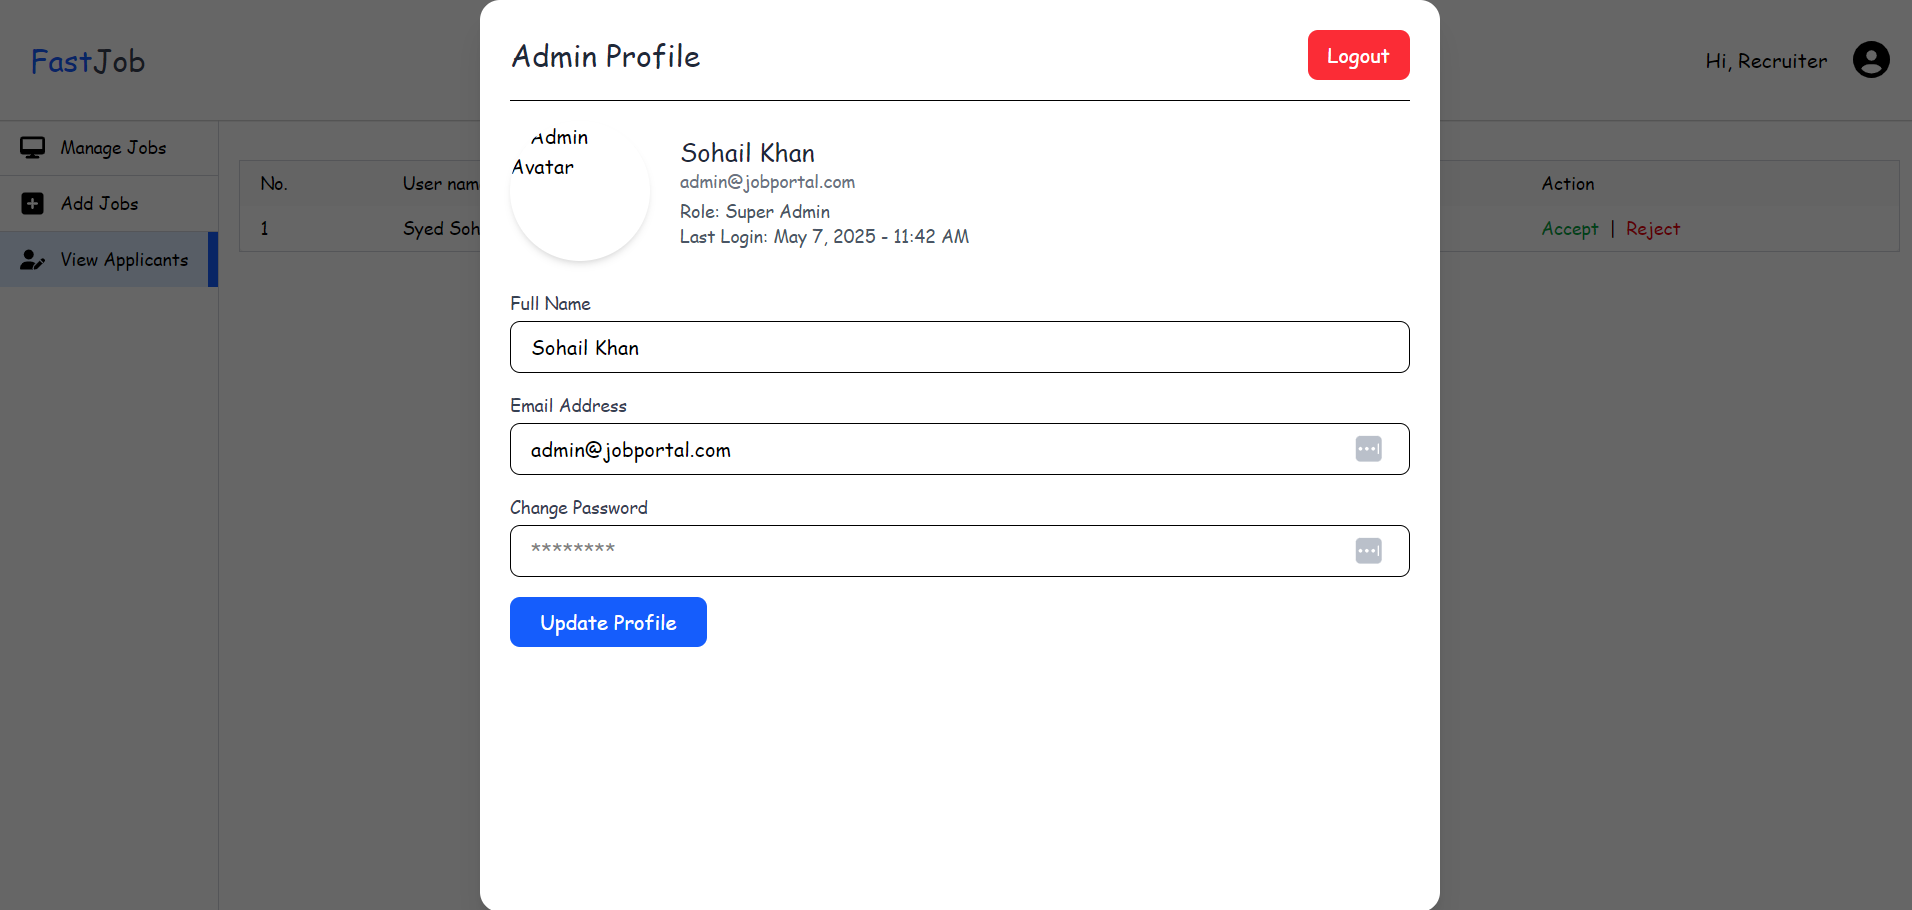 FastJob
Hi, Recruiter
Manage Jobs
Add Jobs
View Applicants
No.
User nam
Action
1
Syed Soh
Accept | Reject
Admin Profile
Logout
Admin
Avatar
Sohail Khan
admin@jobportal.com
Role: Super Admin
Last Login: May 7, 2025 - 11:42 AM
Full Name
Sohail Khan
Email Address
admin@jobportal.com
Change Password
********
Update Profile